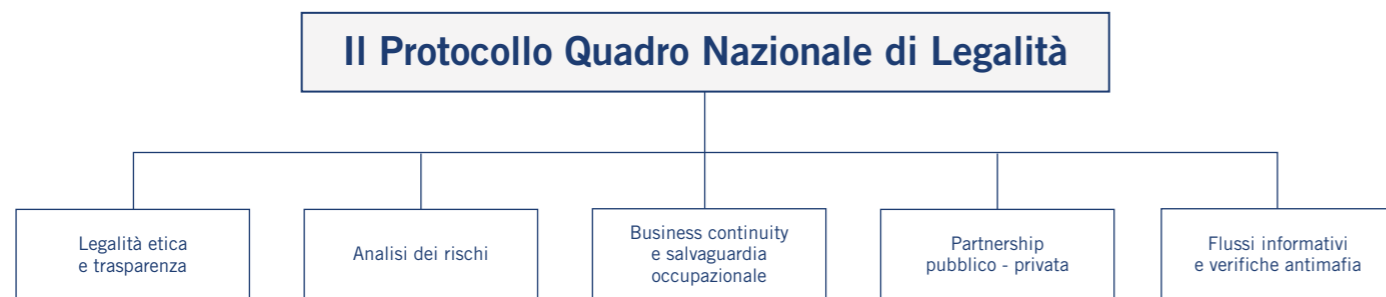 Il Protocollo Quadro Nazionale di Legalità
Legalità etica
e trasparenza
Analisi dei rischi
Business continuity
e salvaguardia
occupazionale
Partnership
pubblico - privata
Flussi informativi
e verifiche antimafia